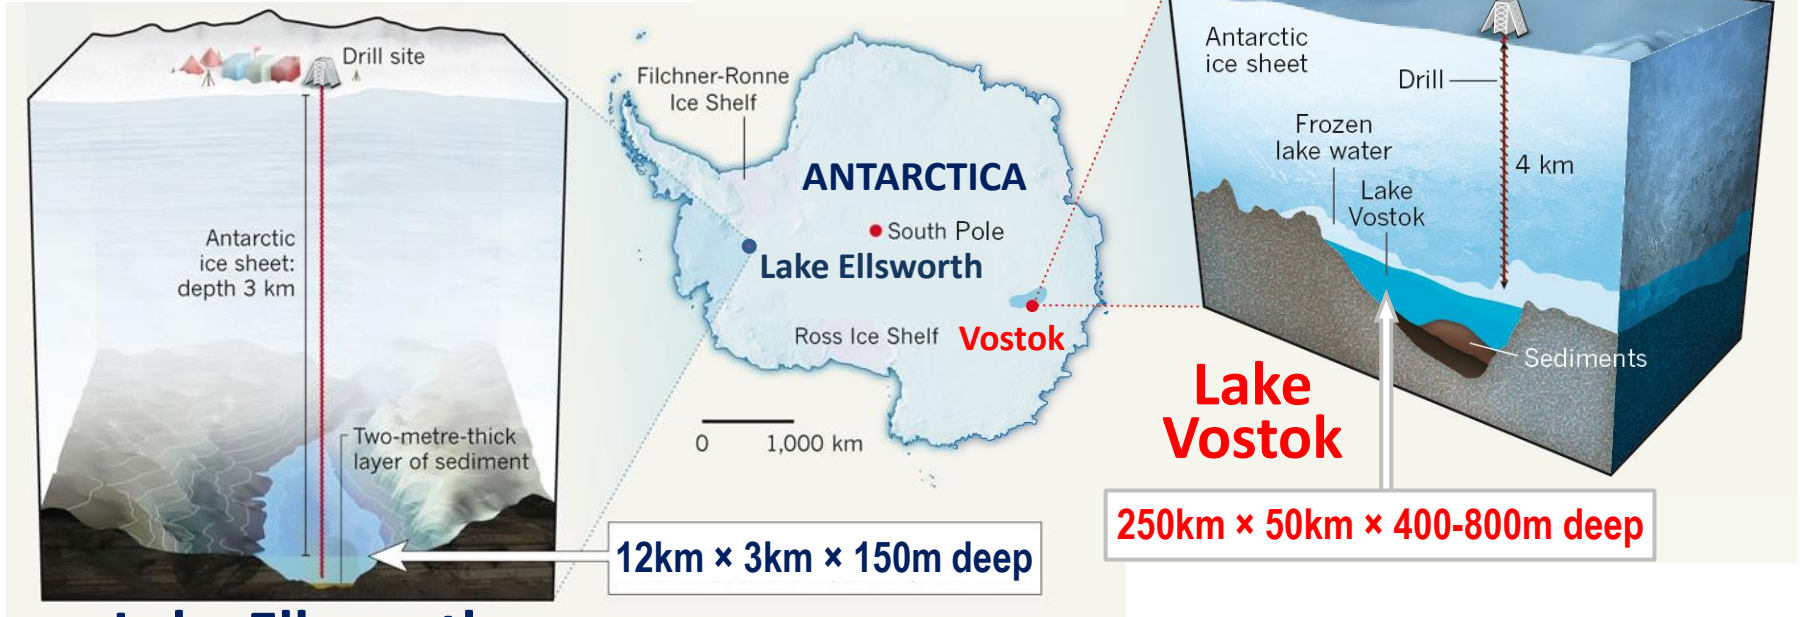 Drill site
Antarctic
ice sheet:
depth 3 km
Two-metre-thick
layer of sediment
12km × 3km × 150m deep
Filchner-Ronne
Ice Shelf
ANTARCTICA
South Pole
Lake Ellsworth
Ross Ice Shelf
Vostok
0 1,000 km
Antarctic
ice sheet
Drill
Frozen
lake water
4 km
Lake
Vostok
Sediments
Lake
Vostok
250km × 50km × 400-800m deep